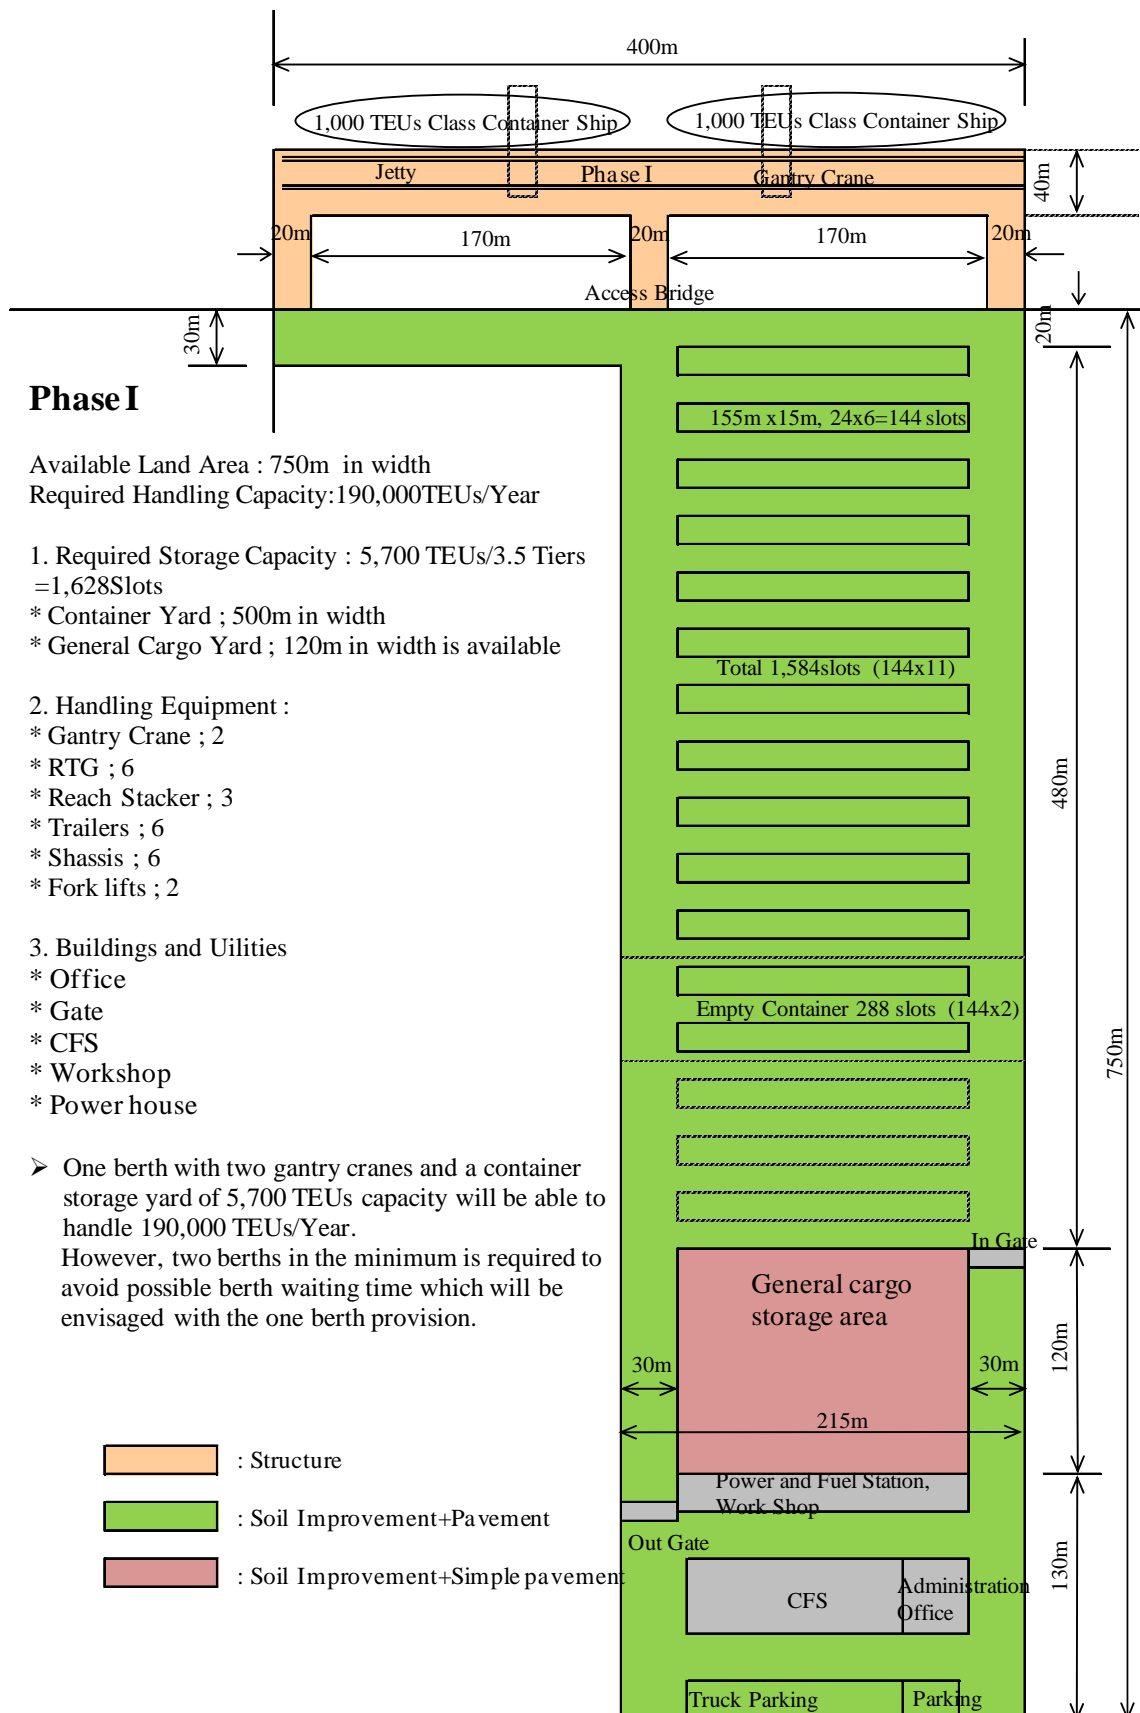 400m
1,000 TEUs Class Container Ship
1,000 TEUs Class Container Ship
Jetty
Phase I
Gantry Crane
40m
20m
170m
20m
170m
20m
Access Bridge
30m
20m
Phase I
155m x15m, 24x6=144 slots
Available Land Area : 750m in width
Required Handling Capacity:190,000TEUs/Year
1. Required Storage Capacity : 5,700 TEUs/3.5 Tiers
=1,628Slots
* Container Yard ; 500m in width
* General Cargo Yard ; 120m in width is available
Total 1,584slots (144x11)
2. Handling Equipment :
* Gantry Crane ; 2
* RTG ; 6
* Reach Stacker ; 3
* Trailers ; 6
* Shassis ; 6
* Fork lifts ; 2
480m
3. Buildings and Uilities
* Office
* Gate
* CFS
* Workshop
* Power house
Empty Container 288 slots (144x2)
750m
➢ One berth with two gantry cranes and a container
storage yard of 5,700 TEUs capacity will be able to
handle 190,000 TEUs/Year.
However, two berths in the minimum is required to
avoid possible berth waiting time which will be
envisaged with the one berth provision.
In Gate
General cargo
storage area
30m
30m
120m
215m
: Structure
: Soil Improvement+Pavement
: Soil Improvement+Simple pavement
Power and Fuel Station,
Work Shop
Out Gate
130m
CFS
Administration
Office
Truck Parking
Parking